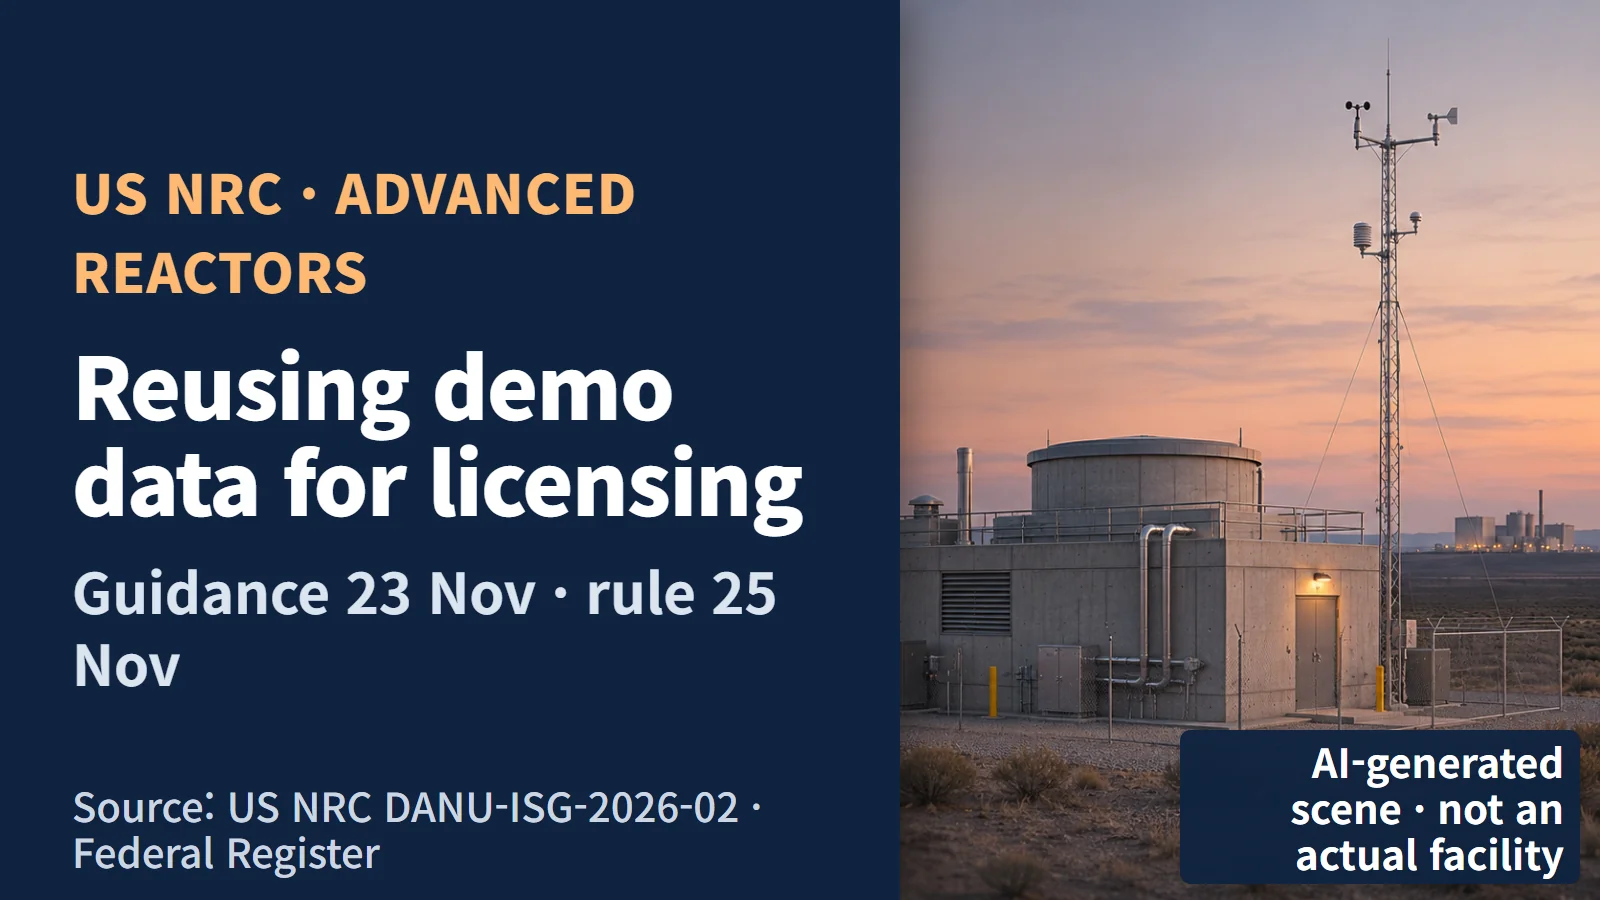 US NRC · ADVANCED
REACTORS
Reusing demo
data for licensing
Guidance 23 Nov · rule 25
Nov
Source: US NRC DANU-ISG-2026-02 ·
Federal Register
AI-generated
scene · not an
actual facility